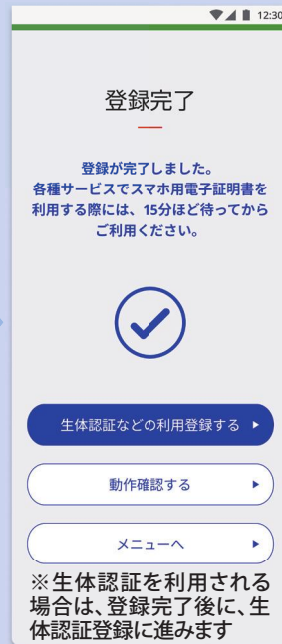 12:30
登録完了
登録が完了しました。
各種サービスでスマホ用電子証明書を
利用する際には、15分ほど待ってから
ご利用ください。
生体認証などの利用登録する
動作確認する
メニューへ
※生体認証を利用される
場合は、登録完了後に、生
体認証登録に進みます